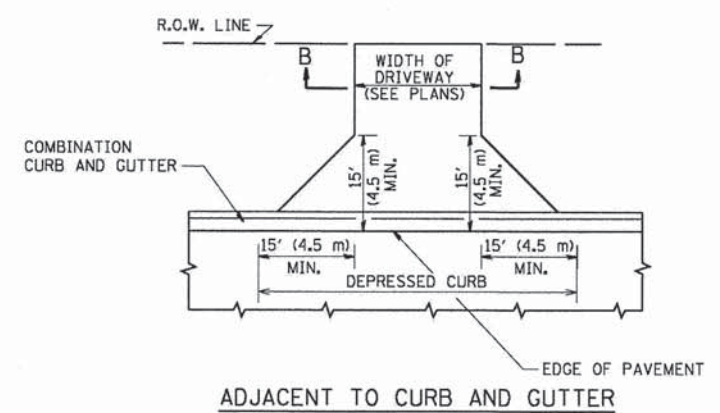 R.O.W. LINE
B
B
WIDTH OF
DRIVEWAY
(SEE PLANS)
COMBINATION
CURB AND GUTTER
15'
(4.5 m)
MIN.
15'
(4.5 m)
MIN.
15' (4.5 m)
MIN.
15' (4.5 m)
MIN.
DEPRESSED CURB
EDGE OF PAVEMENT
ADJACENT TO CURB AND GUTTER